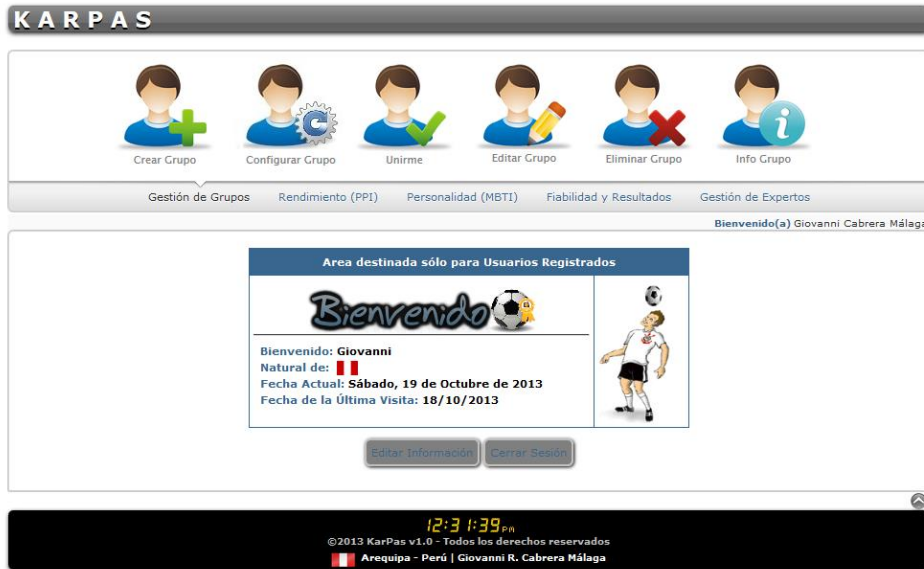 KARPAS
Crear Grupo Configurar Grupo Unirme Editar Grupo Eliminar Grupo Info Grupo
Gestión de Grupos Rendimiento (PPI) Personalidad (MBTI) Fiabilidad y Resultados Gestión de Expertos
Bienvenido(a) Giovanni Cabrera Málaga
Area destinada sólo para Usuarios Registrados
Bienvenido
Bienvenido: Giovanni
Natural de:
Fecha Actual: Sábado, 19 de Octubre de 2013
Fecha de la Última Visita: 18/10/2013
Editar Información Cerrar Sesión
12:31:39 PM
©2013 KarPas v1.0 - Todos los derechos reservados
Arequipa - Perú | Giovanni R. Cabrera Málaga